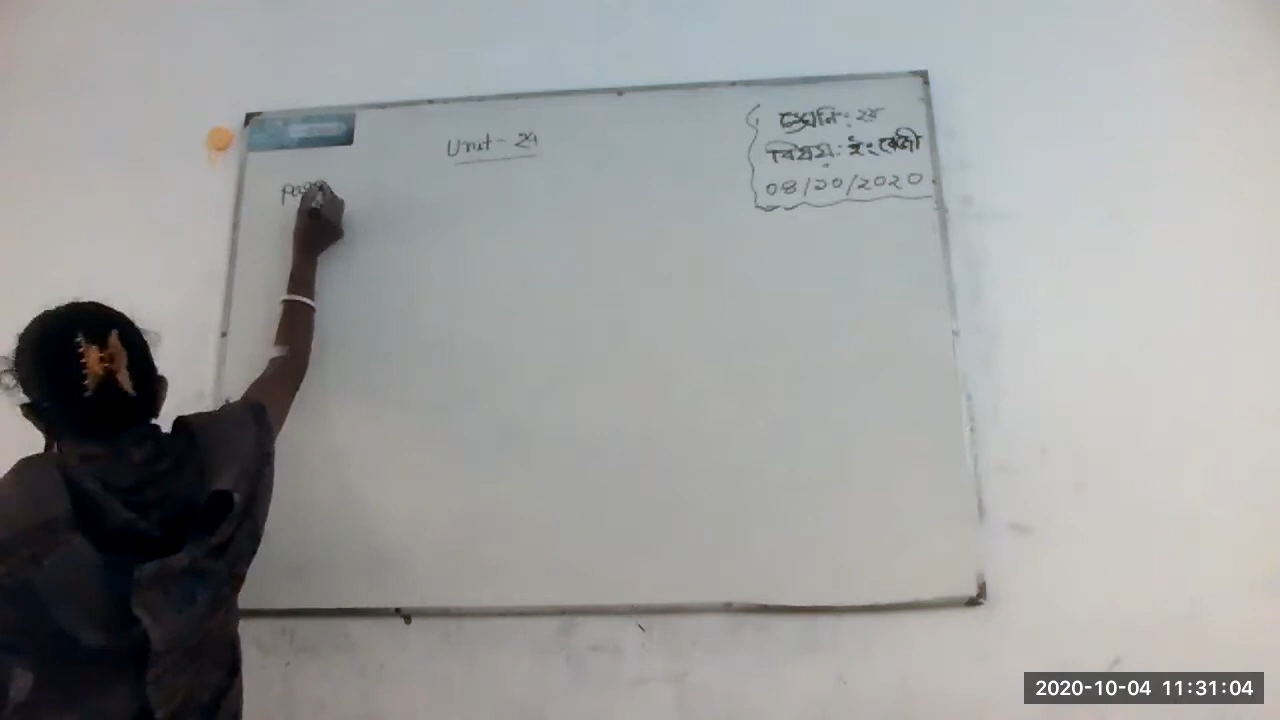 Unit - 24
শ্রেণি: ২য়
বিষয়: ইংরেজী
০৪/১০/২০২০
2020-10-04 11:31:04